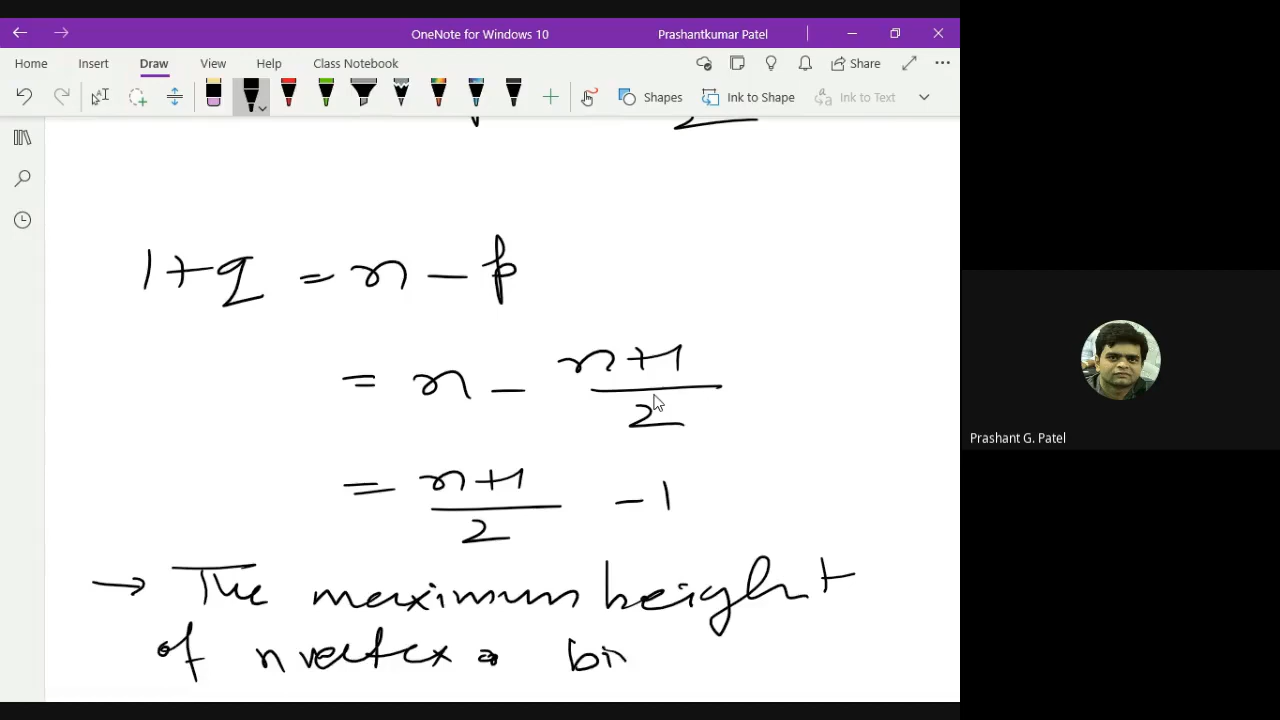 OneNote for Windows 10
Prashantkumar Patel
Home Insert Draw View Help Class Notebook Share
Shapes Ink to Shape Ink to Text
1+q = n - p
= n - n+1/2
= n+1/2 - 1
→ The maximum height
of n vertex bin
Prashant G. Patel